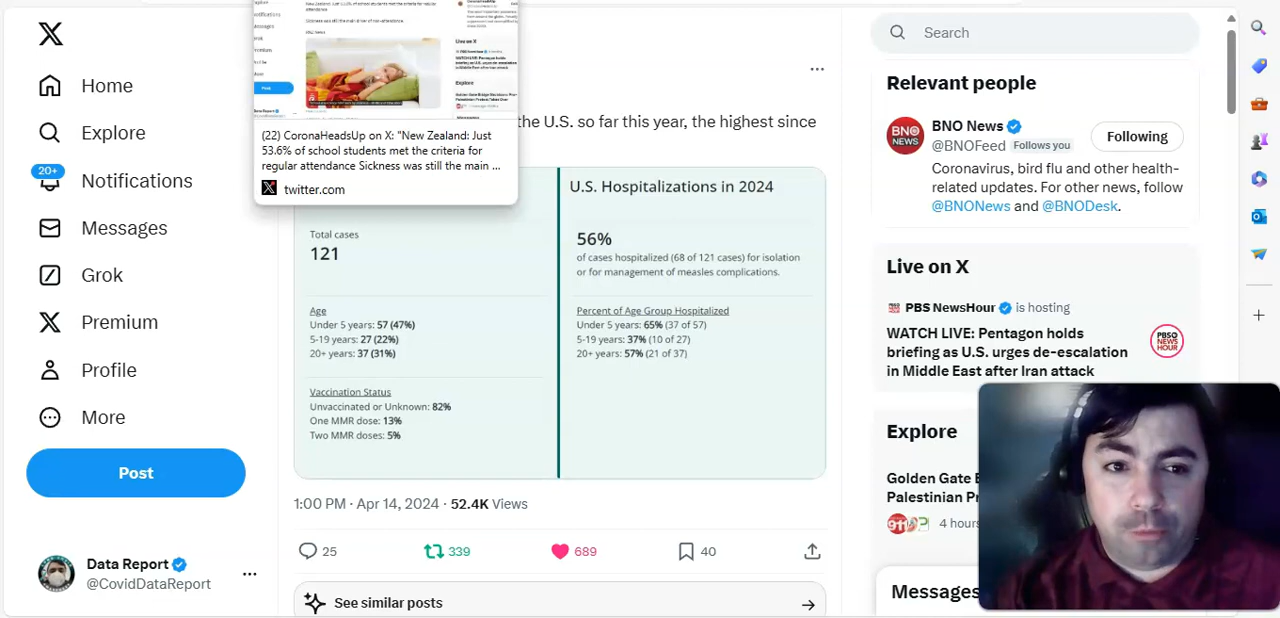 Home
Explore
20+
Notifications
Messages
Grok
Premium
Profile
More
Post
Data Report
@CovidDataReport
(22) CoronaHeadsUp on X: "New Zealand: Just
53.6% of school students met the criteria for
regular attendance Sickness was still the main ...
twitter.com
the U.S. so far this year, the highest since
Total cases
121
Age
Under 5 years: 57 (47%)
5-19 years: 27 (22%)
20+ years: 37 (31%)
Vaccination Status
Unvaccinated or Unknown: 82%
One MMR dose: 13%
Two MMR doses: 5%
U.S. Hospitalizations in 2024
56%
of cases hospitalized (68 of 121 cases) for isolation
or for management of measles complications.
Percent of Age Group Hospitalized
Under 5 years: 65% (37 of 57)
5-19 years: 37% (10 of 27)
20+ years: 57% (21 of 37)
1:00 PM · Apr 14, 2024 · 52.4K Views
25
339
689
40
See similar posts
Search
Relevant people
BNO NEWS
BNO News
@BNOFeed Follows you
Following
Coronavirus, bird flu and other health-
related updates. For other news, follow
@BNONews and @BNODesk.
Live on X
PBS NewsHour is hosting
WATCH LIVE: Pentagon holds
briefing as U.S. urges de-escalation
in Middle East after Iran attack
PBS NEWS HOUR
Explore
Golden Gate
Palestinian
4 hours
Messages